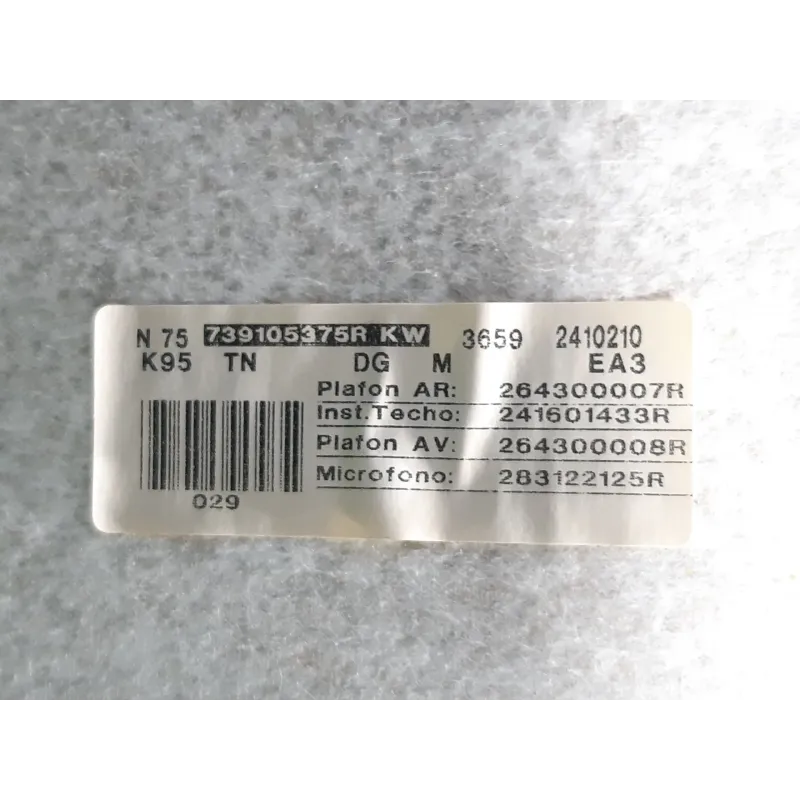 N 75 739105375R KW 3659 2410210
K95 TN DG M EA3
Plafon AR: 264300007R
Inst.Techo: 241601433R
Plafon AV: 264300008R
Microfono: 283122125R
029